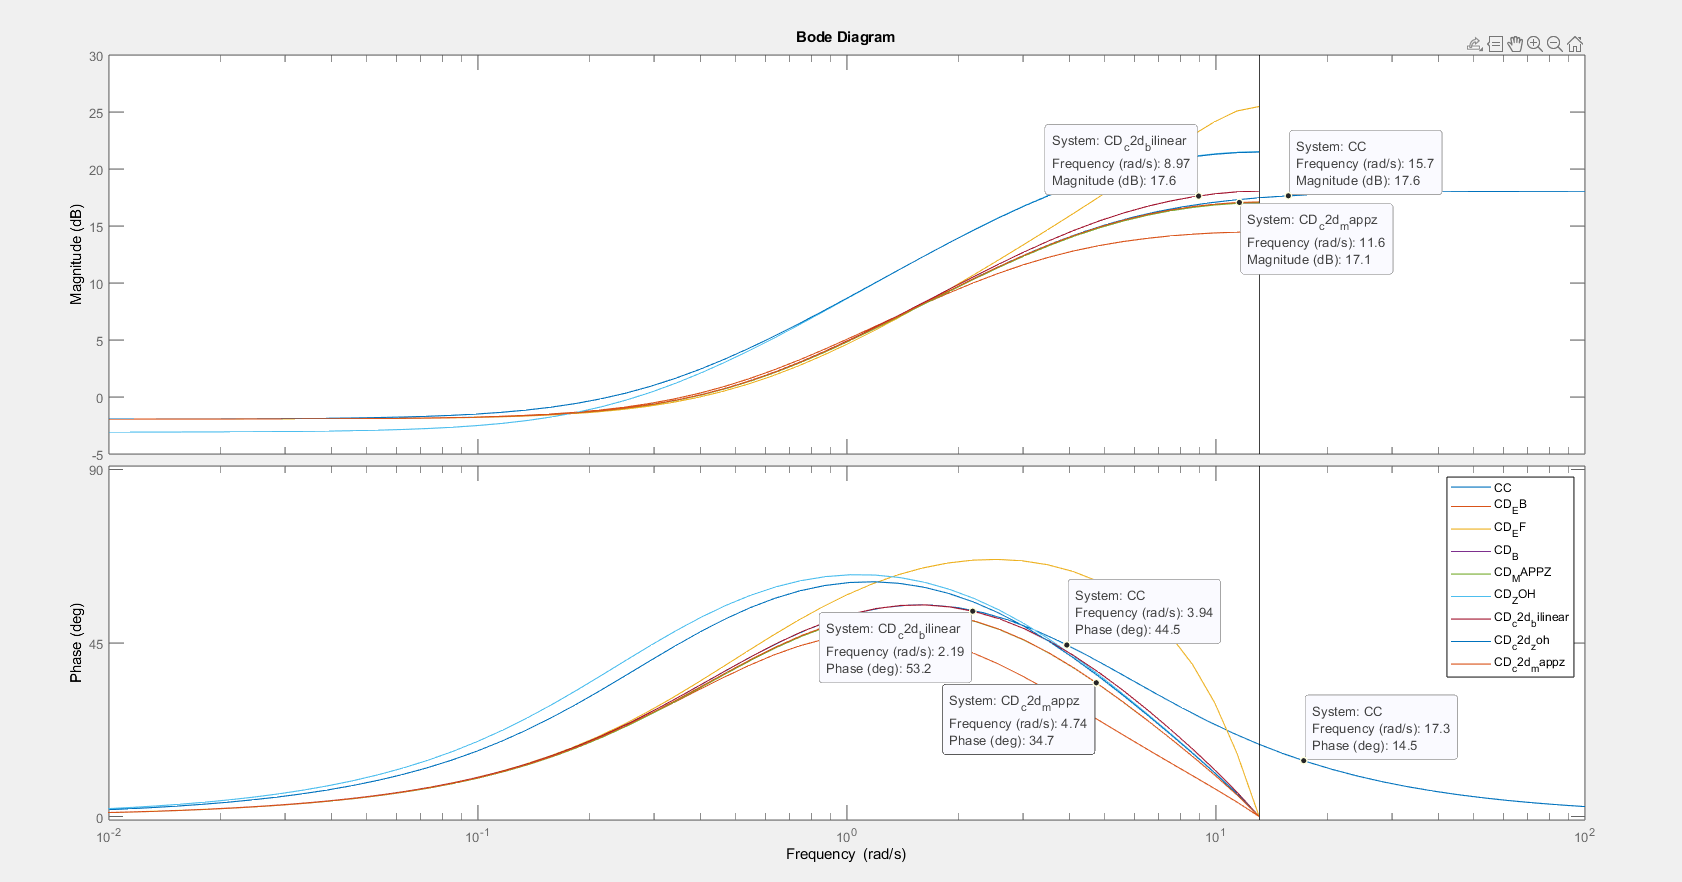 Bode Diagram
30
25
20
15
10
5
0
-5
Magnitude (dB)
System: CDc2dbilinear
Frequency (rad/s): 8.97
Magnitude (dB): 17.6
System: CC
Frequency (rad/s): 15.7
Magnitude (dB): 17.6
System: CDc2dmappz
Frequency (rad/s): 11.6
Magnitude (dB): 17.1
90
45
0
Phase (deg)
CC
CDEB
CDEF
CDB
CDMAPPZ
CDZOH
CDc2dbilinear
CDc2dzoh
CDc2dmappz
System: CC
Frequency (rad/s): 3.94
Phase (deg): 44.5
System: CDc2dbilinear
Frequency (rad/s): 2.19
Phase (deg): 53.2
System: CDc2dmappz
Frequency (rad/s): 4.74
Phase (deg): 34.7
System: CC
Frequency (rad/s): 17.3
Phase (deg): 14.5
10-2 10-1 100 101 102
Frequency (rad/s)